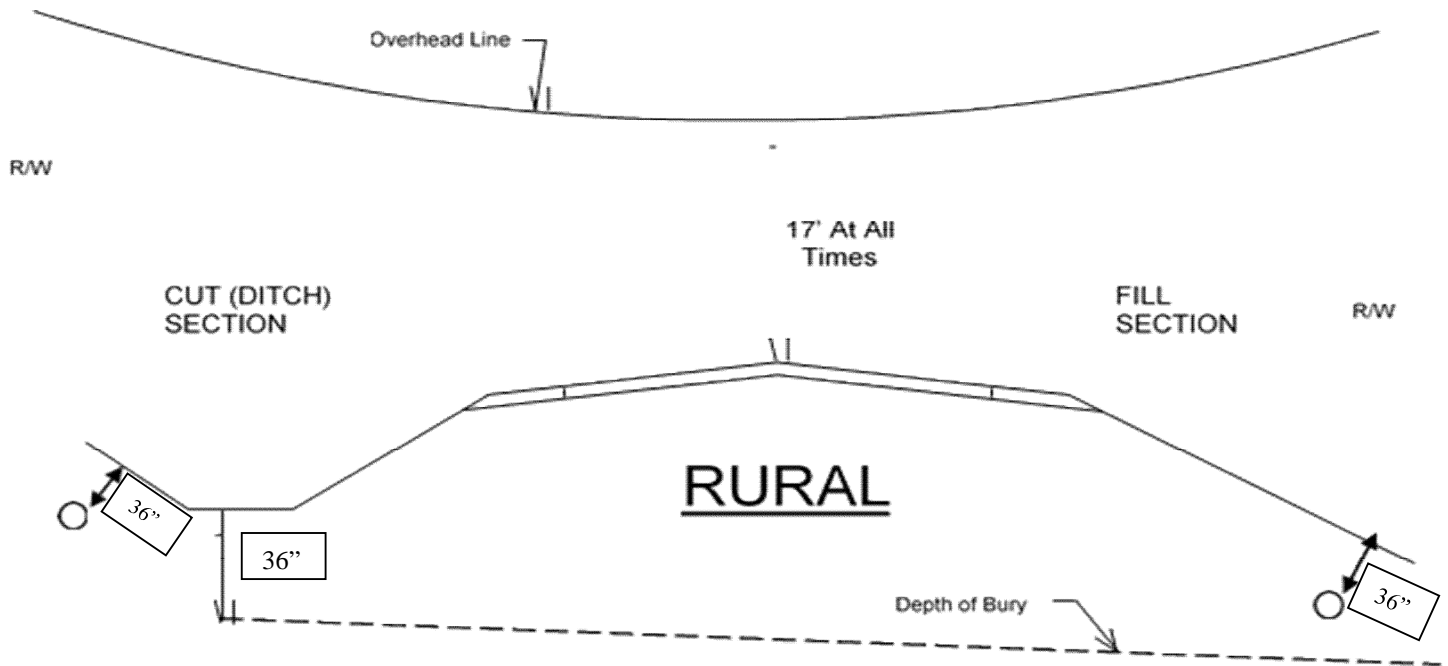 Overhead Line
R/W
17' At All
Times
CUT (DITCH)
SECTION
FILL
SECTION
R/W
RURAL
36”
36”
36”
Depth of Bury